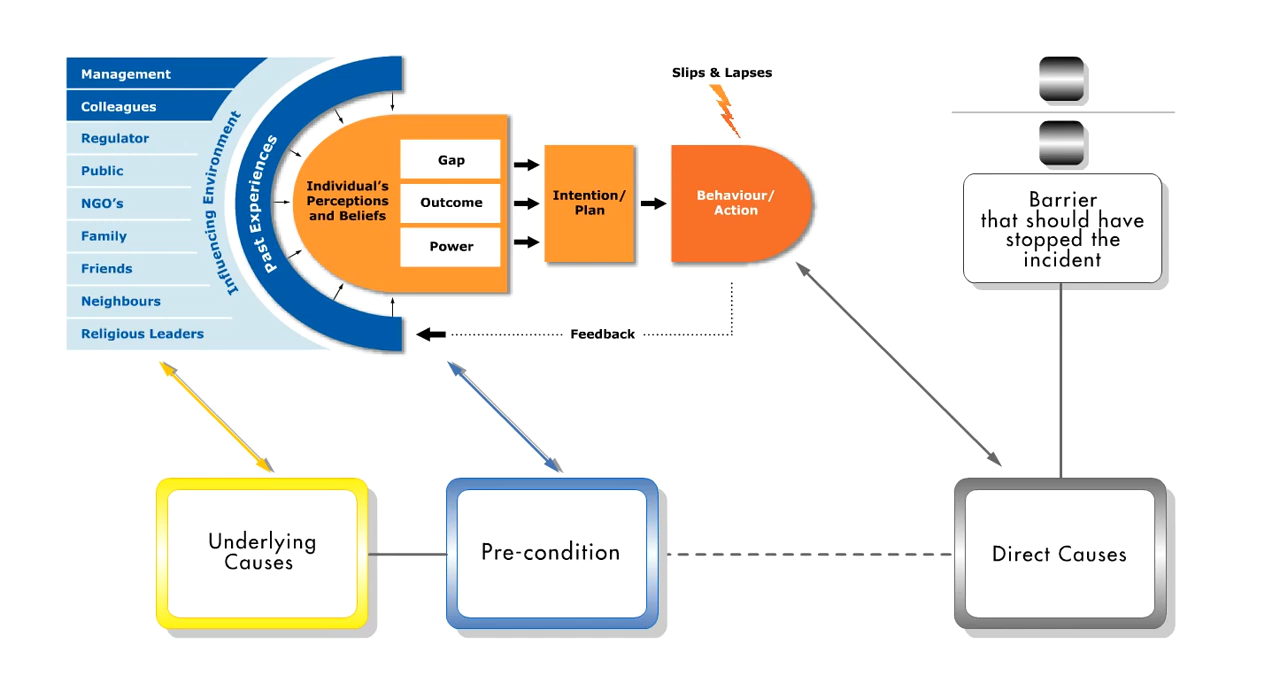 Management
Colleagues
Regulator
Public
NGO's
Family
Friends
Neighbours
Religious Leaders
Influencing Environment
Past Experiences
Individual's
Perceptions
and Beliefs
Gap
Outcome
Power
Intention/
Plan
Slips & Lapses
Behaviour/
Action
Feedback
Barrier
that should have
stopped the
incident
Underlying
Causes
Pre-condition
Direct Causes